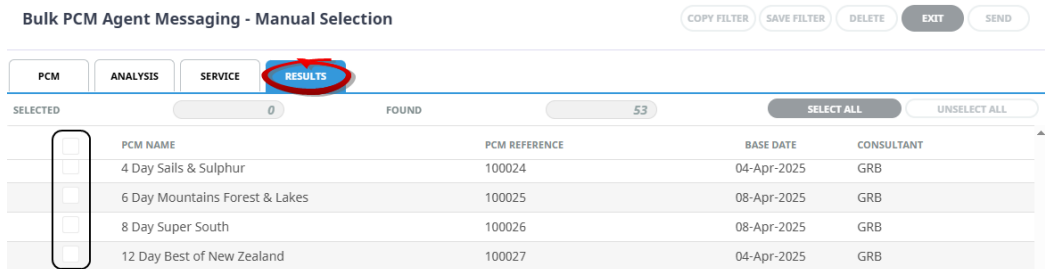 Bulk PCM Agent Messaging - Manual Selection
COPY FILTER SAVE FILTER DELETE EXIT SEND
PCM ANALYSIS SERVICE RESULTS
SELECTED 0 FOUND 53 SELECT ALL UNSELECT ALL
PCM NAME PCM REFERENCE BASE DATE CONSULTANT
4 Day Sails & Sulphur 100024 04-Apr-2025 GRB
6 Day Mountains Forest & Lakes 100025 08-Apr-2025 GRB
8 Day Super South 100026 08-Apr-2025 GRB
12 Day Best of New Zealand 100027 04-Apr-2025 GRB